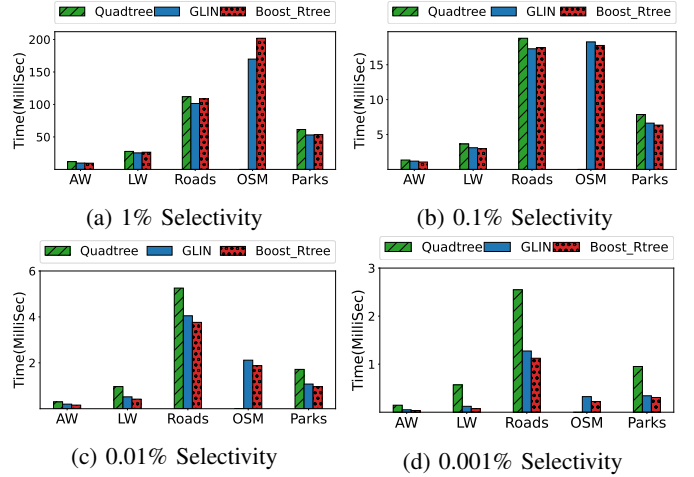 Quadtree GLIN Boost_Rtree
Time(MilliSec)
200
150
100
50
AW LW Roads OSM Parks
(a) 1% Selectivity
Quadtree GLIN Boost_Rtree
Time(MilliSec)
15
10
5
AW LW Roads OSM Parks
(b) 0.1% Selectivity
Quadtree GLIN Boost_Rtree
Time(MilliSec)
6
4
2
AW LW Roads OSM Parks
(c) 0.01% Selectivity
Quadtree GLIN Boost_Rtree
Time(MilliSec)
3
2
1
AW LW Roads OSM Parks
(d) 0.001% Selectivity